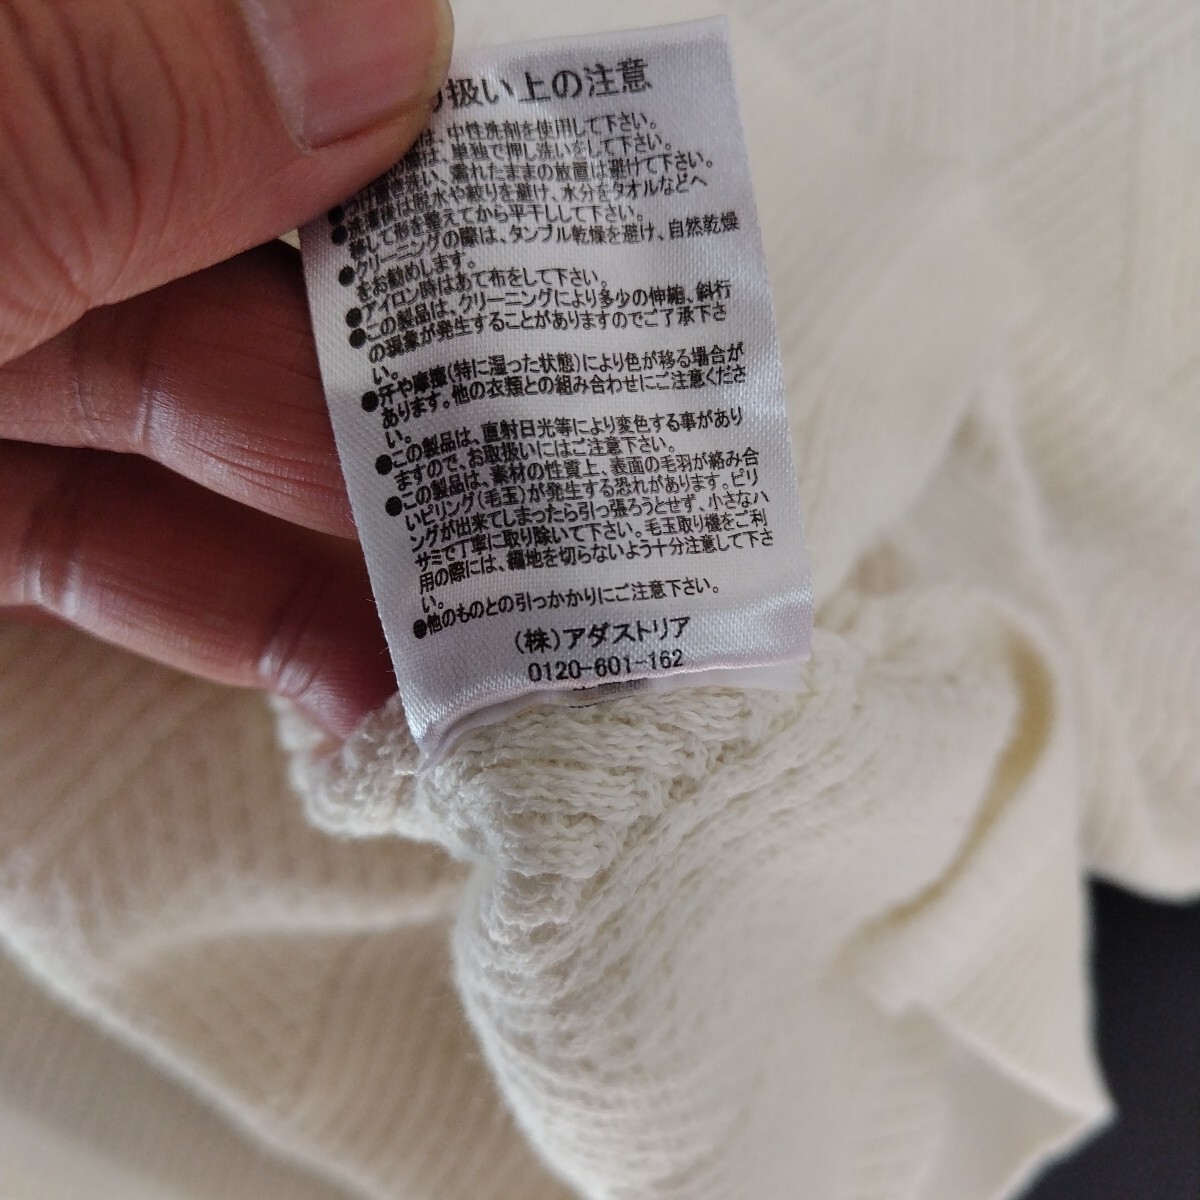 り扱い上の注意
は、中性洗剤を使用して下さい。
は、単独で押し洗いをして下さい。
つけ置き洗い、濡れたままの放置は避けて下さい。
●洗濯後は脱水や絞りを避け、水分をタオルなどへ
移して形を整えてから平干しして下さい。
●クリーニングの際は、タンブル乾燥を避け、自然乾燥
をお勧めします。
●アイロン時はあて布をして下さい。
●この製品は、クリーニングにより多少の伸縮、斜行
の現象が発生することがありますのでご了承下さ
い。
●汗や摩擦(特に湿った状態)により色が移る場合が
あります。他の衣類との組み合わせにご注意くださ
い。
●この製品は、直射日光等により変色する事があり
ますので、お取扱いにはご注意下さい。
●この製品は、素材の性質上、表面の毛羽が絡み合
いピリング(毛玉)が発生する恐れがあります。ピリ
ングが出来てしまったら引っ張ろうとせず、小さなハ
サミで丁寧に取り除いて下さい。毛玉取り機をご利
用の際には、編地を切らないよう十分注意して下さ
い。
●他のものとの引っかかりにご注意下さい。
(株)アダストリア
0120-601-162